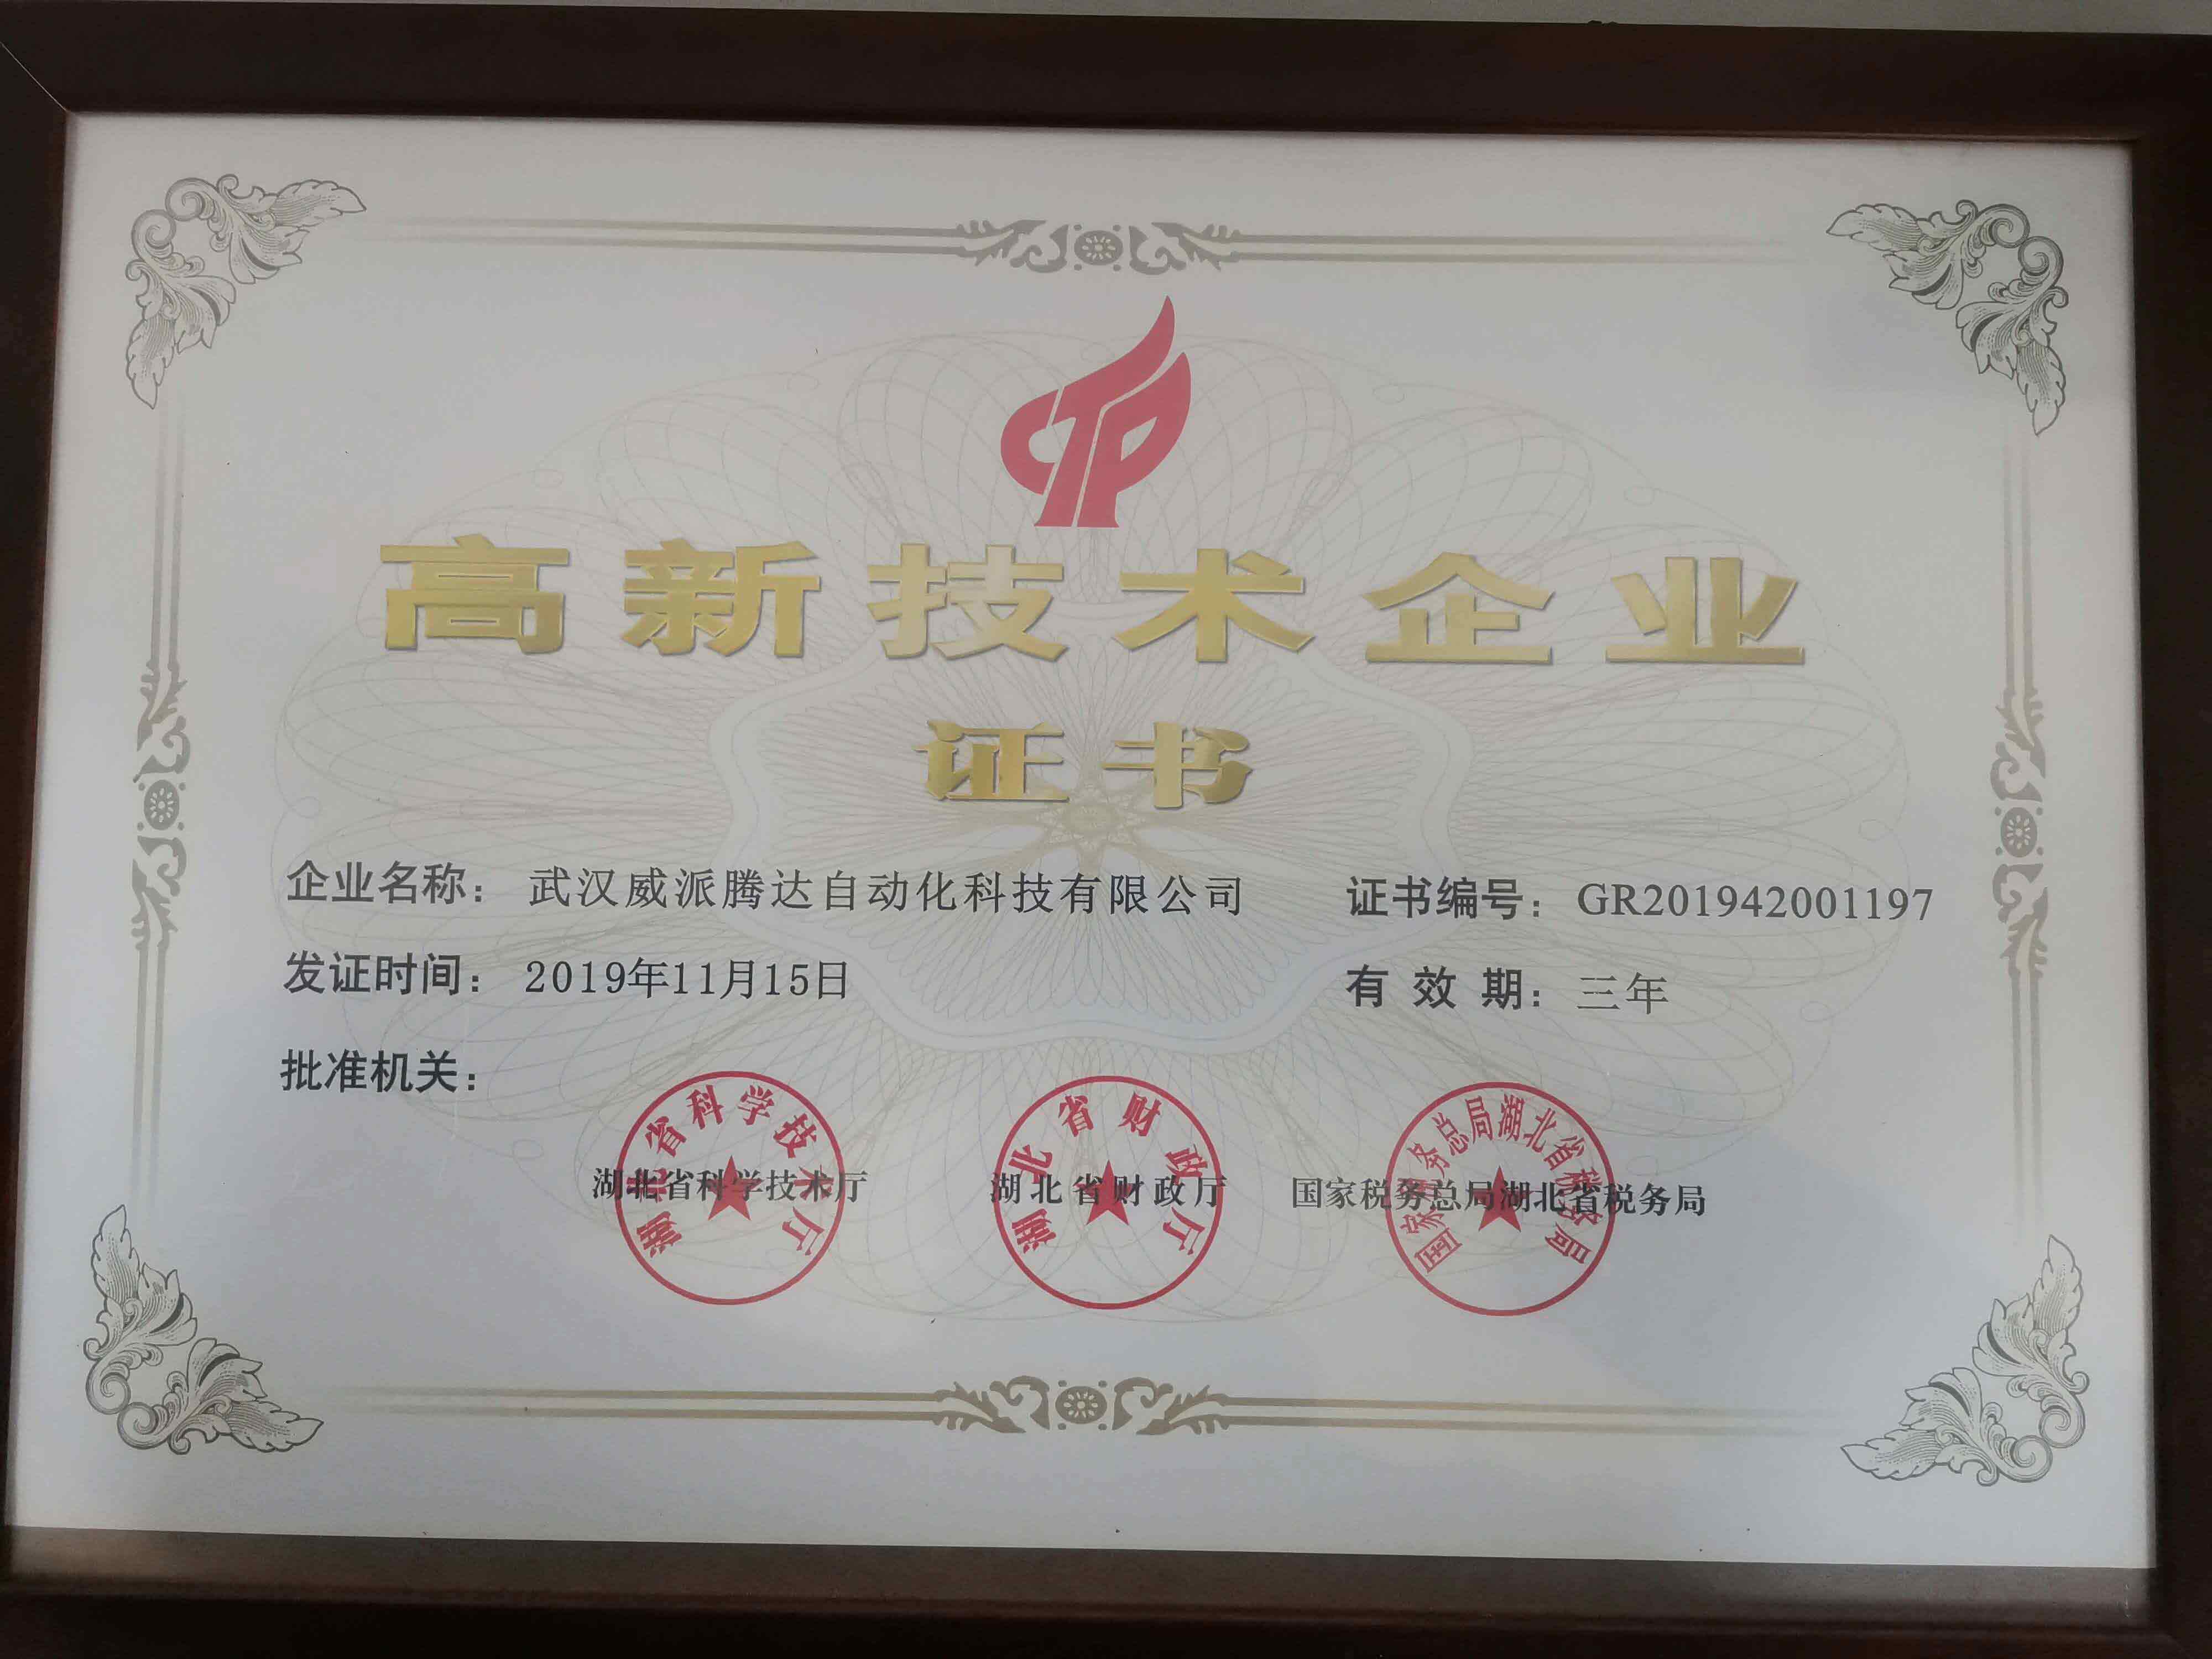 高新技术企业
证书
企业名称： 武汉威派腾达自动化科技有限公司 证书编号： GR201942001197
发证时间： 2019年11月15日 有 效 期： 三年
批准机关：
湖北省科学技术厅 湖北省财政厅 国家税务总局湖北省税务局
湖北省科学技术厅
湖北省财政厅
国家税务总局湖北省税务局